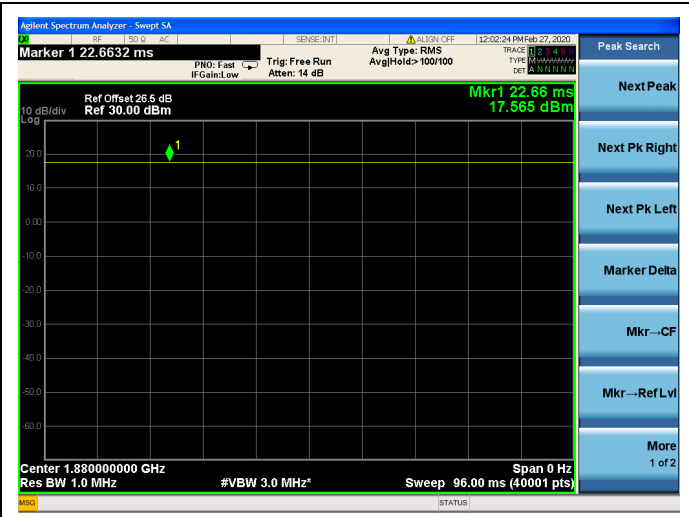 Agilent Spectrum Analyzer - Swept SA
RF 50 Ω AC SENSE:INT ALIGN OFF 12:02:24 PM Feb 27, 2020
Marker 1 22.6632 ms
PNO: Fast
IFGain:Low
Trig: Free Run
Atten: 14 dB
Avg Type: RMS
Avg|Hold:>100/100
TRACE 1 2 3 4 5 6
TYPE M
DET A N N N N N
Peak Search
Ref Offset 26.5 dB
10 dB/div Ref 30.00 dBm
Log
Mkr1 22.66 ms
17.565 dBm
1
20.0
10.0
0.00
-10.0
-20.0
-30.0
-40.0
-50.0
-60.0
Center 1.880000000 GHz
Res BW 1.0 MHz
#VBW 3.0 MHz*
Span 0 Hz
Sweep 96.00 ms (40001 pts)
Next Peak
Next Pk Right
Next Pk Left
Marker Delta
Mkr→CF
Mkr→Ref Lvl
More
1 of 2
MSG STATUS